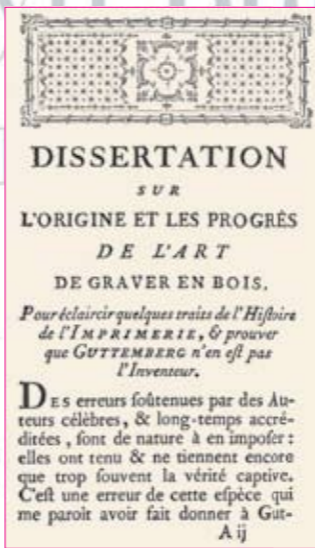 DISSERTATION
SUR
L'ORIGINE ET LES PROGRÈS
DE L'ART
DE GRAVER EN BOIS,
Pour éclaircir quelques traits de l'Hiſtoire
de l'IMPRIMERIE, & prouver
que GUTTEMBERG n'en eſt pas
l'Inventeur.
DES erreurs ſoûtenues par des Au-
teurs célèbres, & long-temps accré-
ditées, ſont de nature à en impoſer :
elles ont tenu & ne tiennent encore
que trop ſouvent la vérité captive.
C'eſt une erreur de cette eſpèce qui
me paroît avoir fait donner à Gut-
A ij